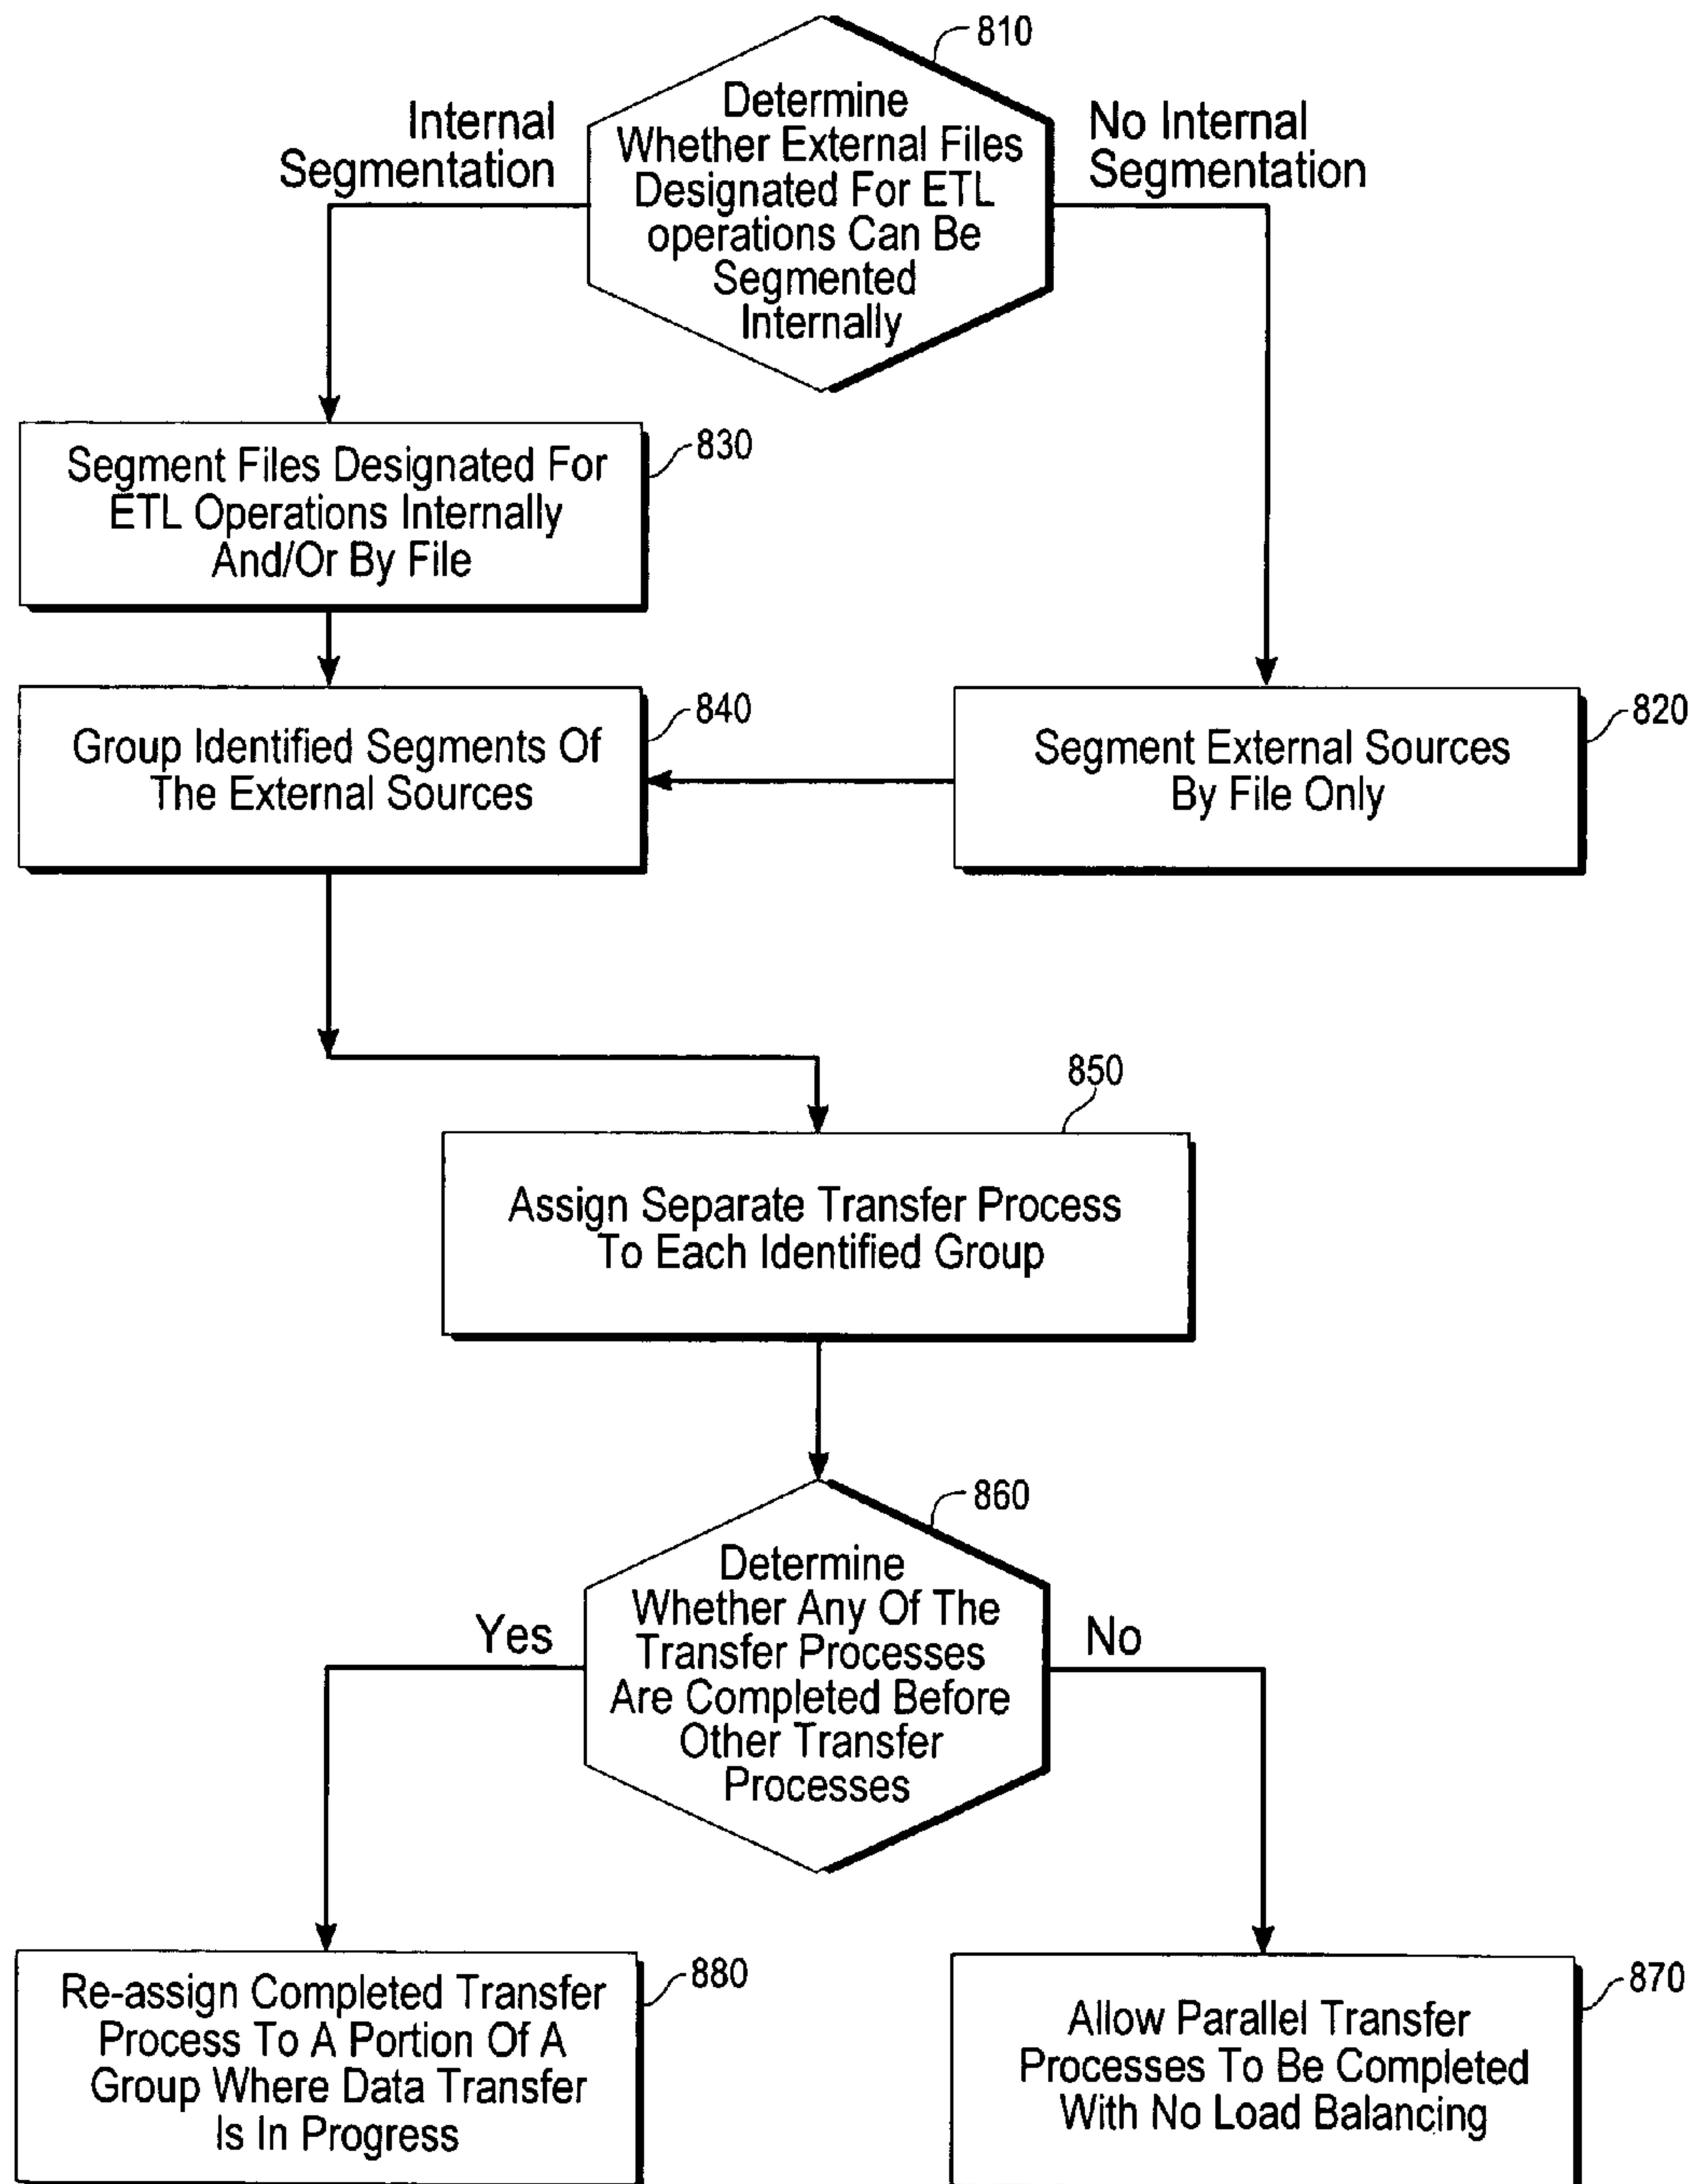 810
Determine
Whether External Files
Designated For ETL
operations Can Be
Segmented
Internally
Internal
Segmentation
No Internal
Segmentation
830
Segment Files Designated For
ETL Operations Internally
And/Or By File
840
Group Identified Segments Of
The External Sources
820
Segment External Sources
By File Only
850
Assign Separate Transfer Process
To Each Identified Group
860
Determine
Whether Any Of The
Transfer Processes
Are Completed Before
Other Transfer
Processes
Yes
No
880
Re-assign Completed Transfer
Process To A Portion Of A
Group Where Data Transfer
Is In Progress
870
Allow Parallel Transfer
Processes To Be Completed
With No Load Balancing